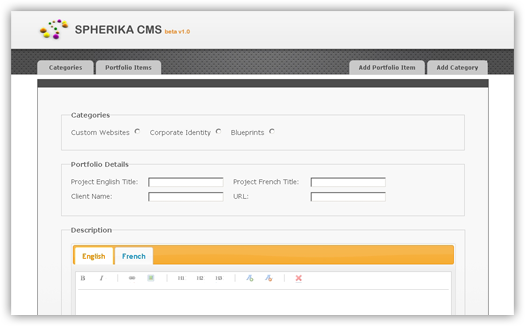 SPHERIKA CMS beta v1.0
Categories Portfolio Items Add Portfolio Item Add Category
Categories
Custom Websites Corporate Identity Blueprints
Portfolio Details
Project English Title: Project French Title:
Client Name: URL:
Description
English French
B I